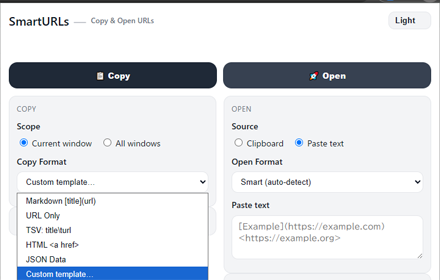 SmartURLs — Copy & Open URLs
Light
📋 Copy
🚀 Open
COPY
Scope
Current window
All windows
Copy Format
Custom template...
Markdown [title](url)
URL Only
TSV: title\turl
HTML <a href>
JSON Data
Custom template...
OPEN
Source
Clipboard
Paste text
Open Format
Smart (auto-detect)
Paste text
[Example](https://example.com)
<https://example.org>